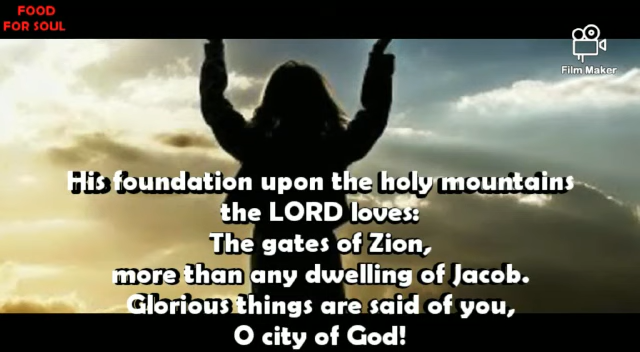 FOOD
FOR SOUL
Film Maker
His foundation upon the holy mountains
the LORD loves:
The gates of Zion,
more than any dwelling of Jacob.
Glorious things are said of you,
O city of God!